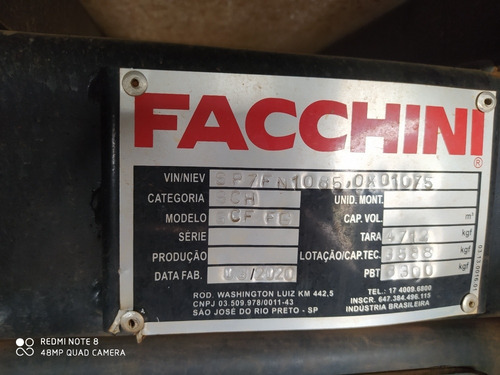 FACCHINI
®
VIN/NIEV
CATEGORIA
MODELO
SÉRIE
PRODUÇÃO
DATA FAB. /2020
UNID. MONT.
CAP. VOL. m³
TARA 4712 kgf
LOTAÇÃO/CAP.TEC. kgf
PBT kgf
ROD. WASHINGTON LUIZ KM 442,5
CNPJ 03.509.978/0011-43
SÃO JOSÉ DO RIO PRETO - SP
TEL.: 17 4009.6800
INSCR. 647.384.496.115
INDÚSTRIA BRASILEIRA
REDMI NOTE 8
48MP QUAD CAMERA